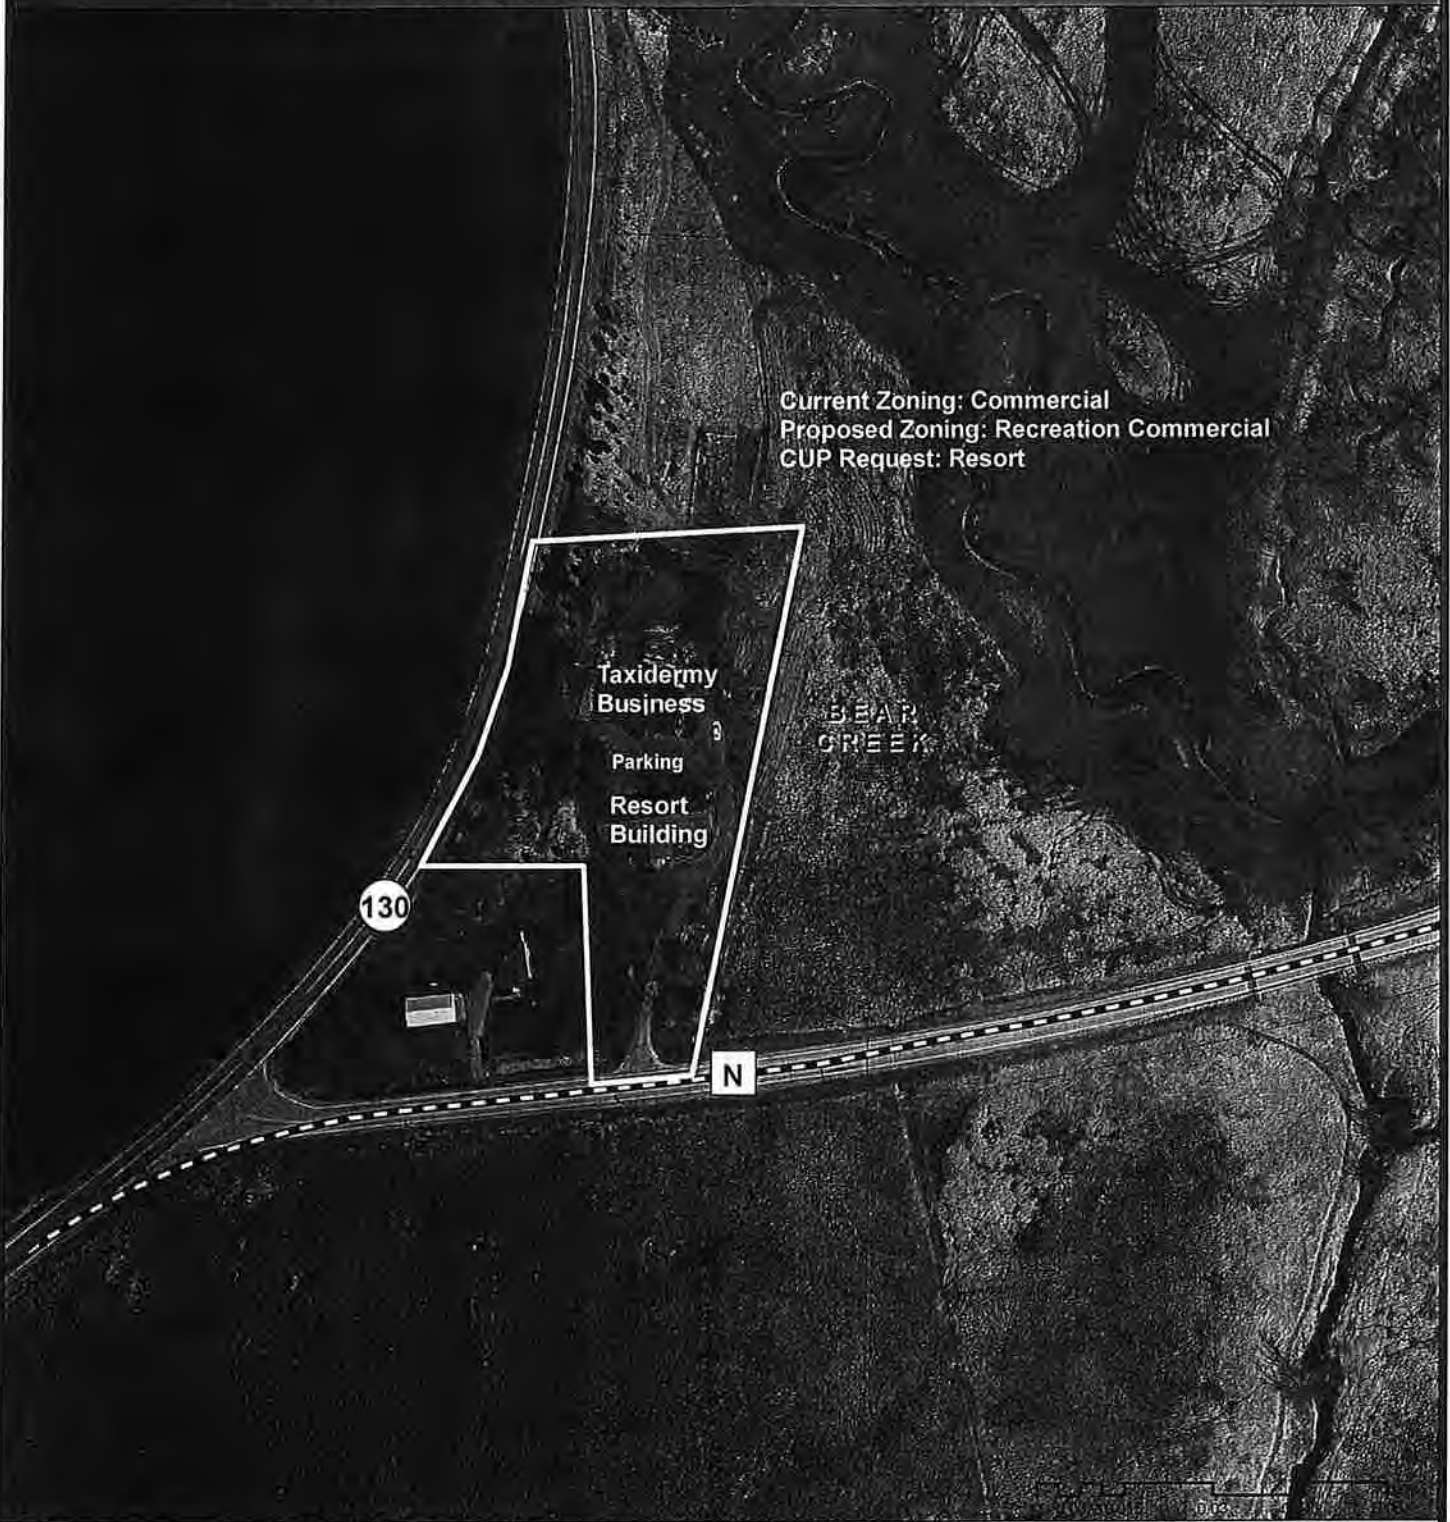 Current Zoning: Commercial
Proposed Zoning: Recreation Commercial
CUP Request: Resort
Taxidermy
Business
BEAR
CREEK
Parking
Resort
Building
130
N